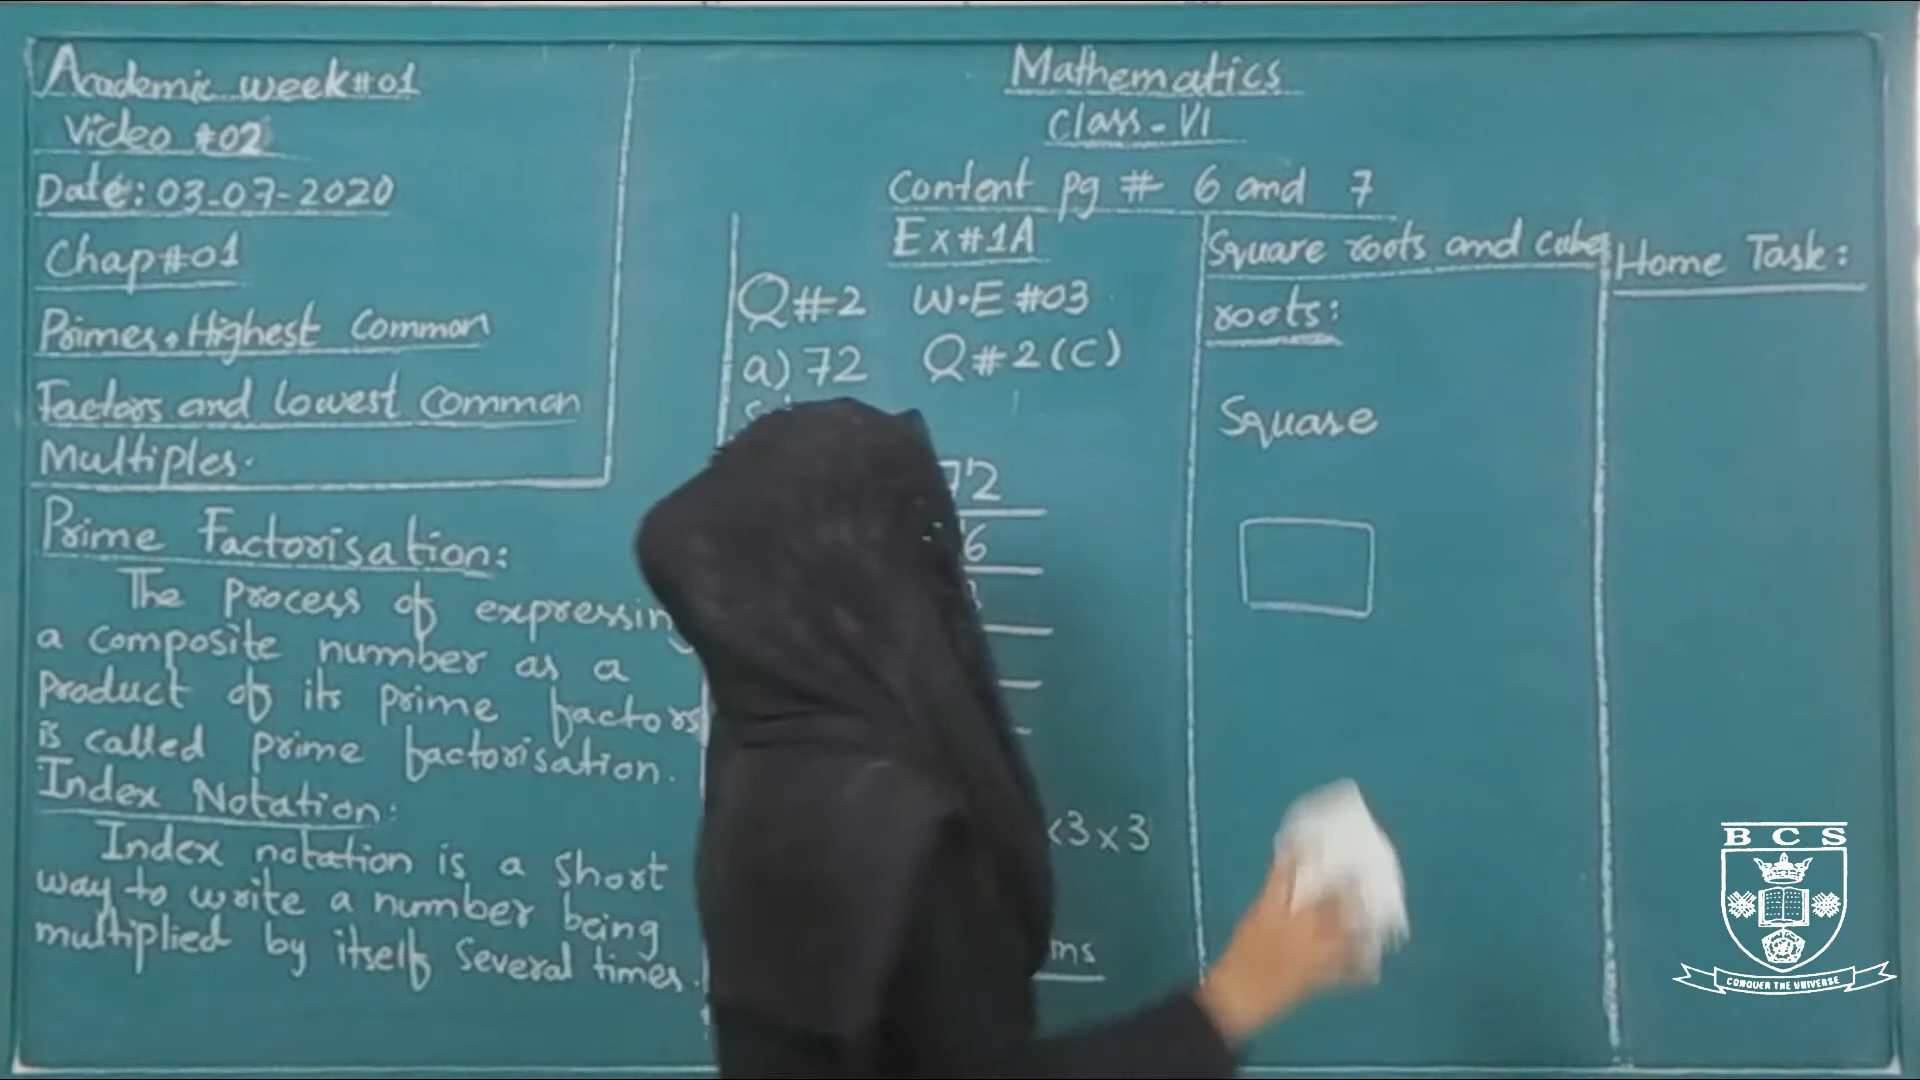 Academic week#01
Video #02
Date: 03-07-2020
Chap#01
Primes, Highest Common
Factors and lowest common
Multiples.
Prime Factorisation:
The process of expressing
a composite number as a
product of its prime factors
is called prime factorisation.
Index Notation:
Index notation is a short
way to write a number being
multiplied by itself several times.
Mathematics
Class-VI
Content pg # 6 and 7
Ex#1A
Q#2 W.E #03
a) 72 Q#2(C)
72
6
x3x3
ms
Square roots and cube
roots:
Square
Home Task:
BCS
CONQUER THE UNIVERSE